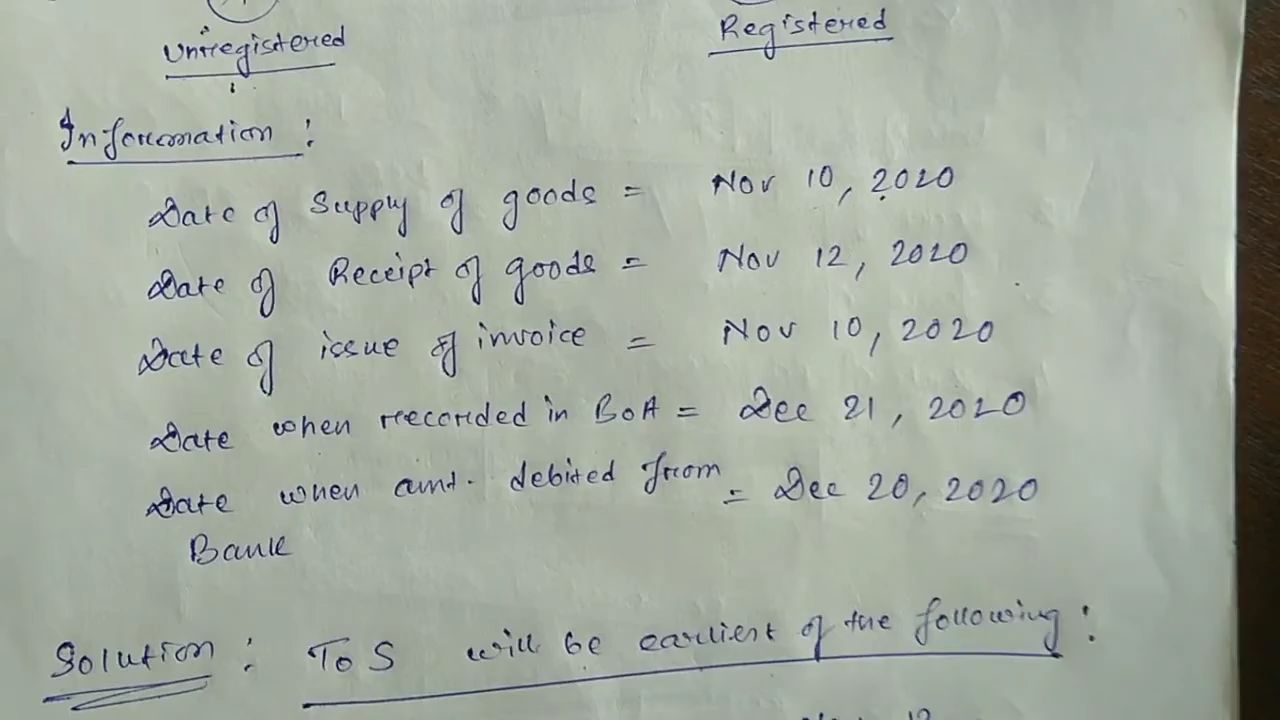 Unregistered Registered
Information :
Date of Supply of goods = Nov 10, 2020
Date of Receipt of goods = Nov 12, 2020
Date of issue of invoice = Nov 10, 2020
Date when recorded in BoA = Dec 21, 2020
Date when amt. debited from = Dec 20, 2020
Bank
Solution : ToS will be earliest of the following :